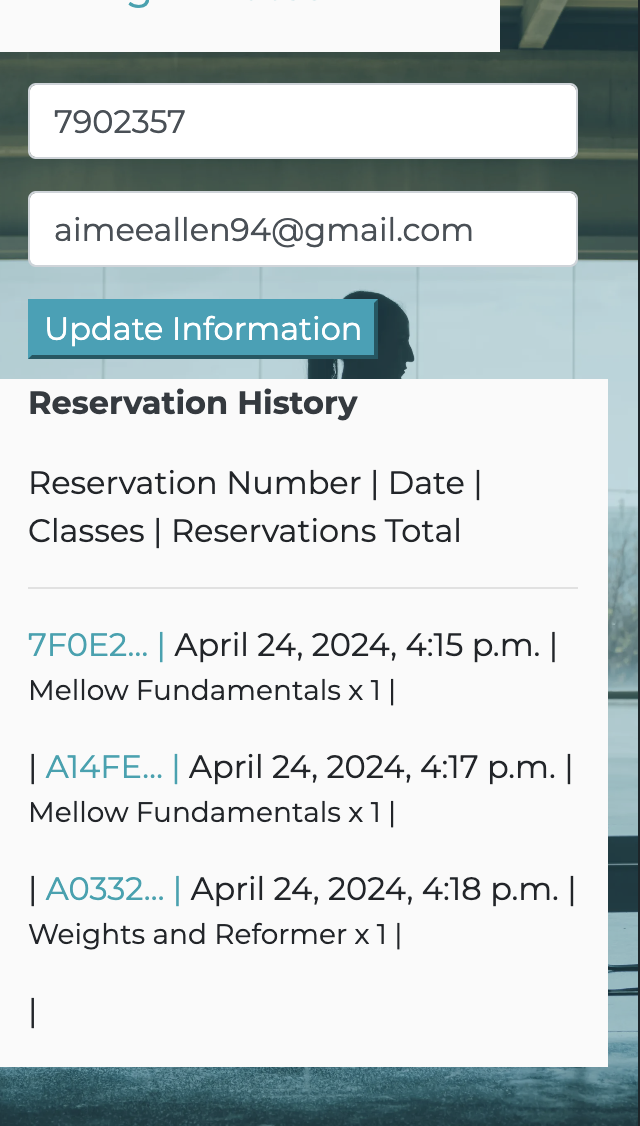 7902357
aimeeallen94@gmail.com
Update Information
Reservation History
Reservation Number | Date |
Classes | Reservations Total
7F0E2... | April 24, 2024, 4:15 p.m. |
Mellow Fundamentals x 1 |
| A14FE... | April 24, 2024, 4:17 p.m. |
Mellow Fundamentals x 1 |
| A0332... | April 24, 2024, 4:18 p.m. |
Weights and Reformer x 1 |
|